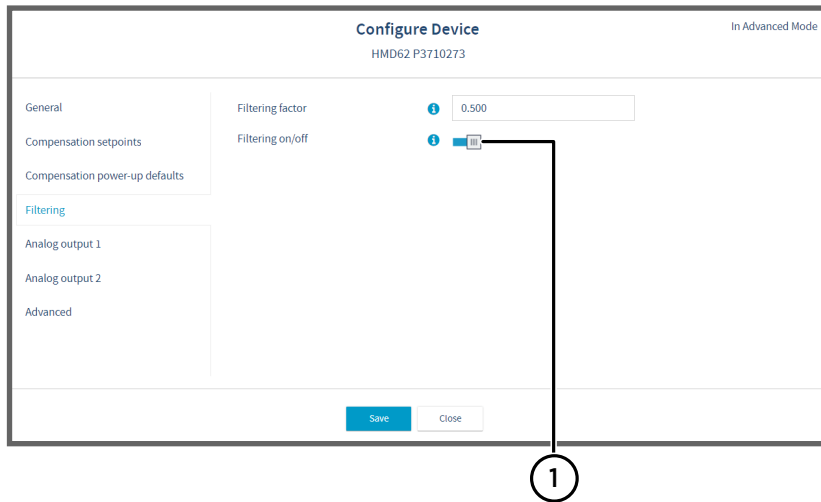 Configure Device
In Advanced Mode
HMD62 P3710273
General
Compensation setpoints
Compensation power-up defaults
Filtering
Analog output 1
Analog output 2
Advanced
Filtering factor
i
0.500
Filtering on/off
i
Save
Close
1